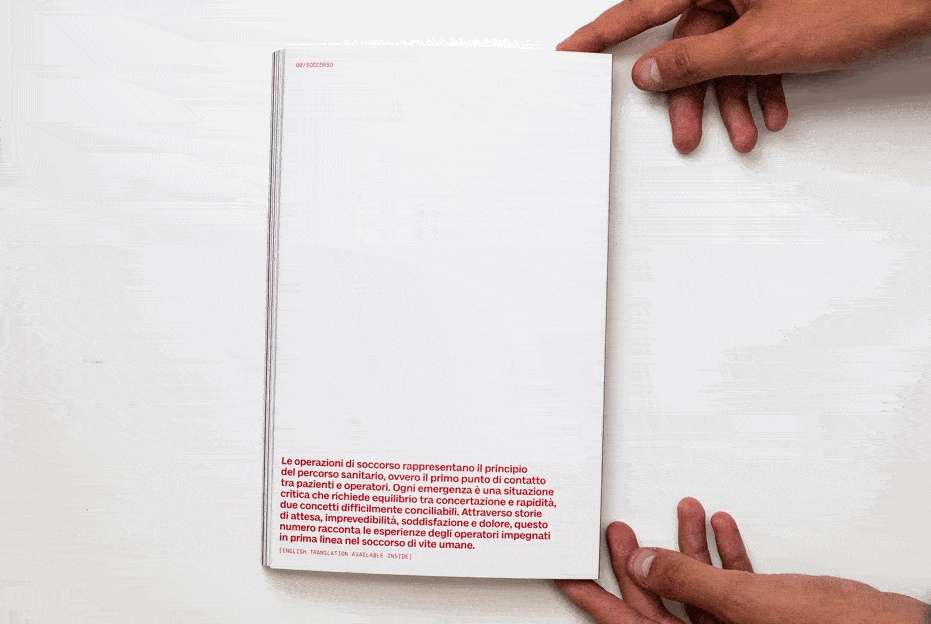 00/SOCCORSO
Le operazioni di soccorso rappresentano il principio
del percorso sanitario, ovvero il primo punto di contatto
tra pazienti e operatori. Ogni emergenza è una situazione
critica che richiede equilibrio tra concertazione e rapidità,
due concetti difficilmente conciliabili. Attraverso storie
di attesa, imprevedibilità, soddisfazione e dolore, questo
numero racconta le esperienze degli operatori impegnati
in prima linea nel soccorso di vite umane.
[ENGLISH TRANSLATION AVAILABLE INSIDE]